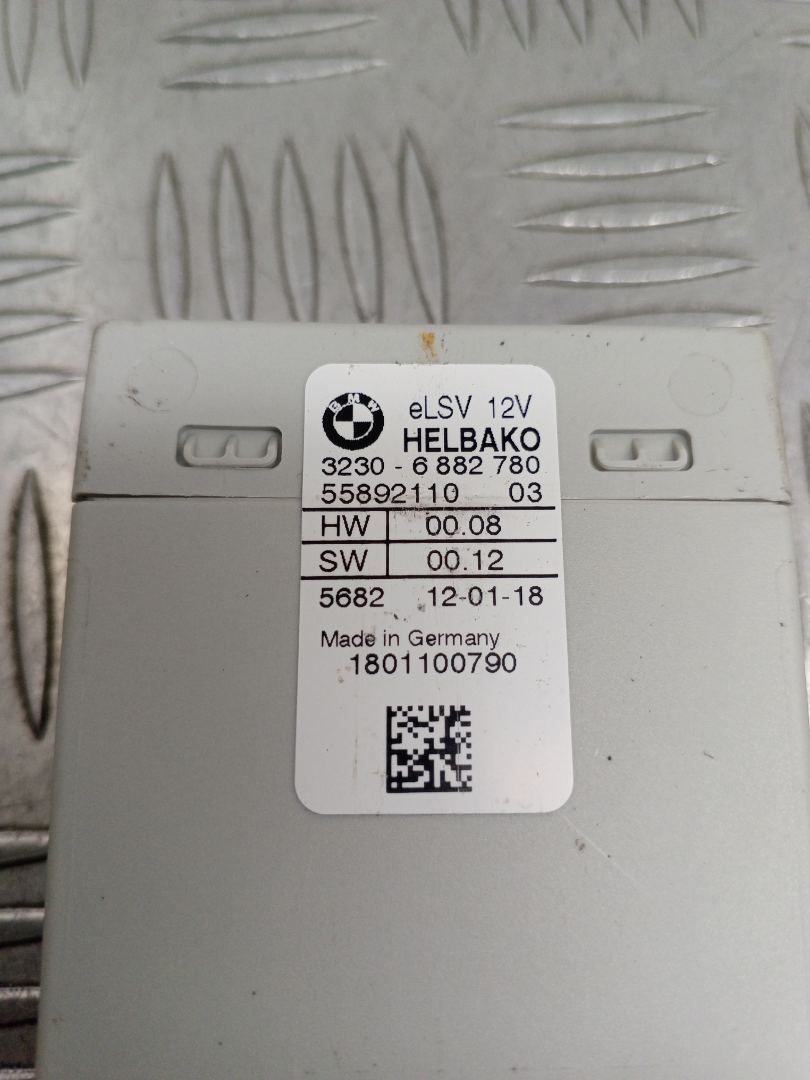 BMW
eLSV 12V
HELBAKO
3230 - 6 882 780
55892110 03
HW 00.08
SW 00.12
5682 12-01-18
Made in Germany
1801100790